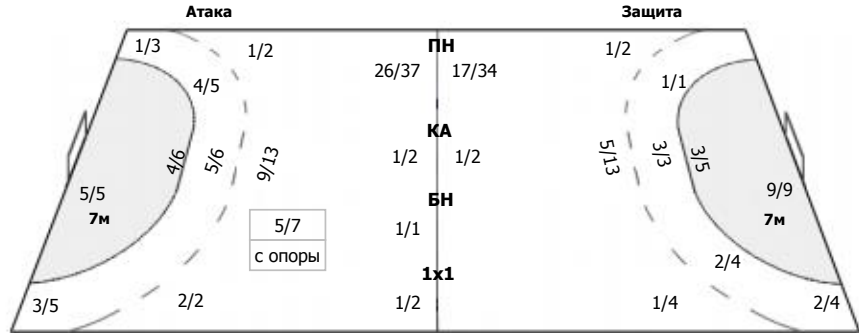 Атака Защита
1/3 1/2 ПН 1/2
26/37 17/34
4/5 1/1
КА
4/6 5/6 9/13 1/2 1/2 5/13 3/3 3/5
5/5 БН 9/9
7м 7м
5/7 1/1
с опоры 2/4
1x1
3/5 2/2 1/2 1/4 2/4